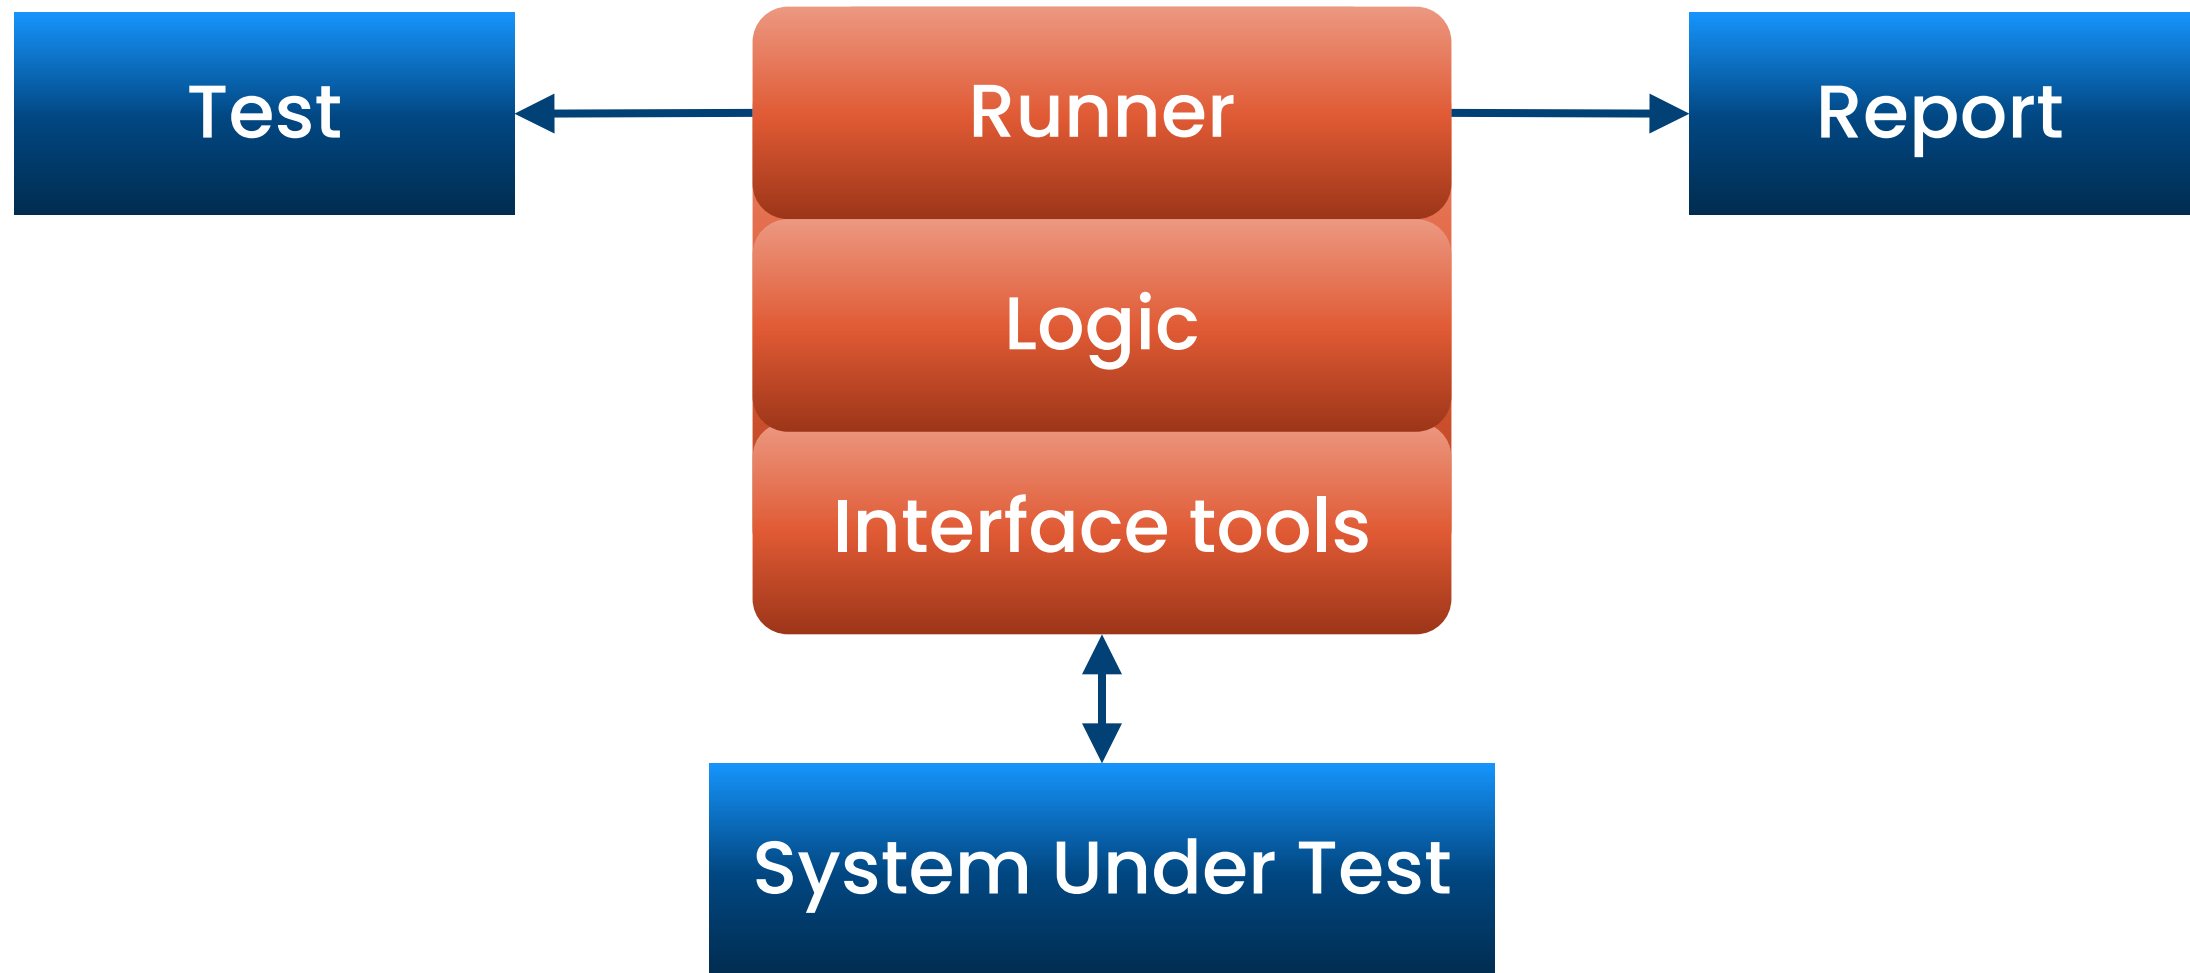 Test
Runner
Report
Logic
Interface tools
System Under Test